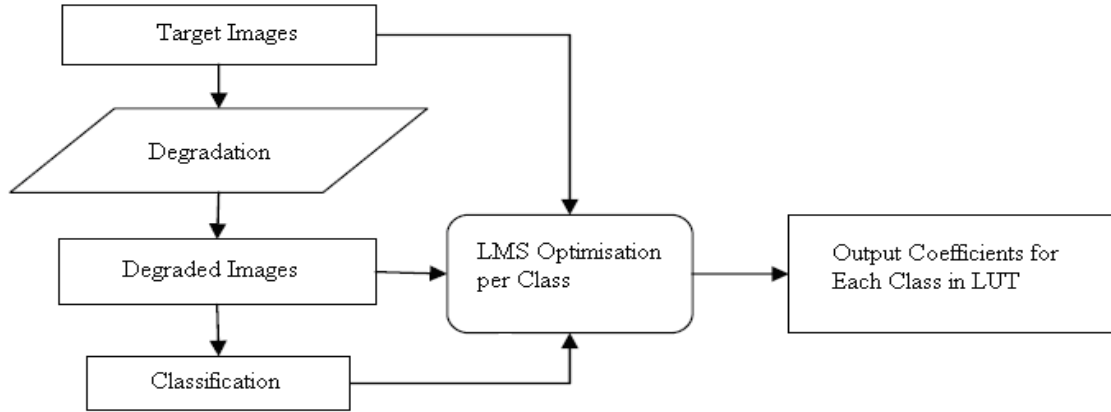 Target Images
Degradation
Degraded Images
Classification
LMS Optimisation
per Class
Output Coefficients for
Each Class in LUT